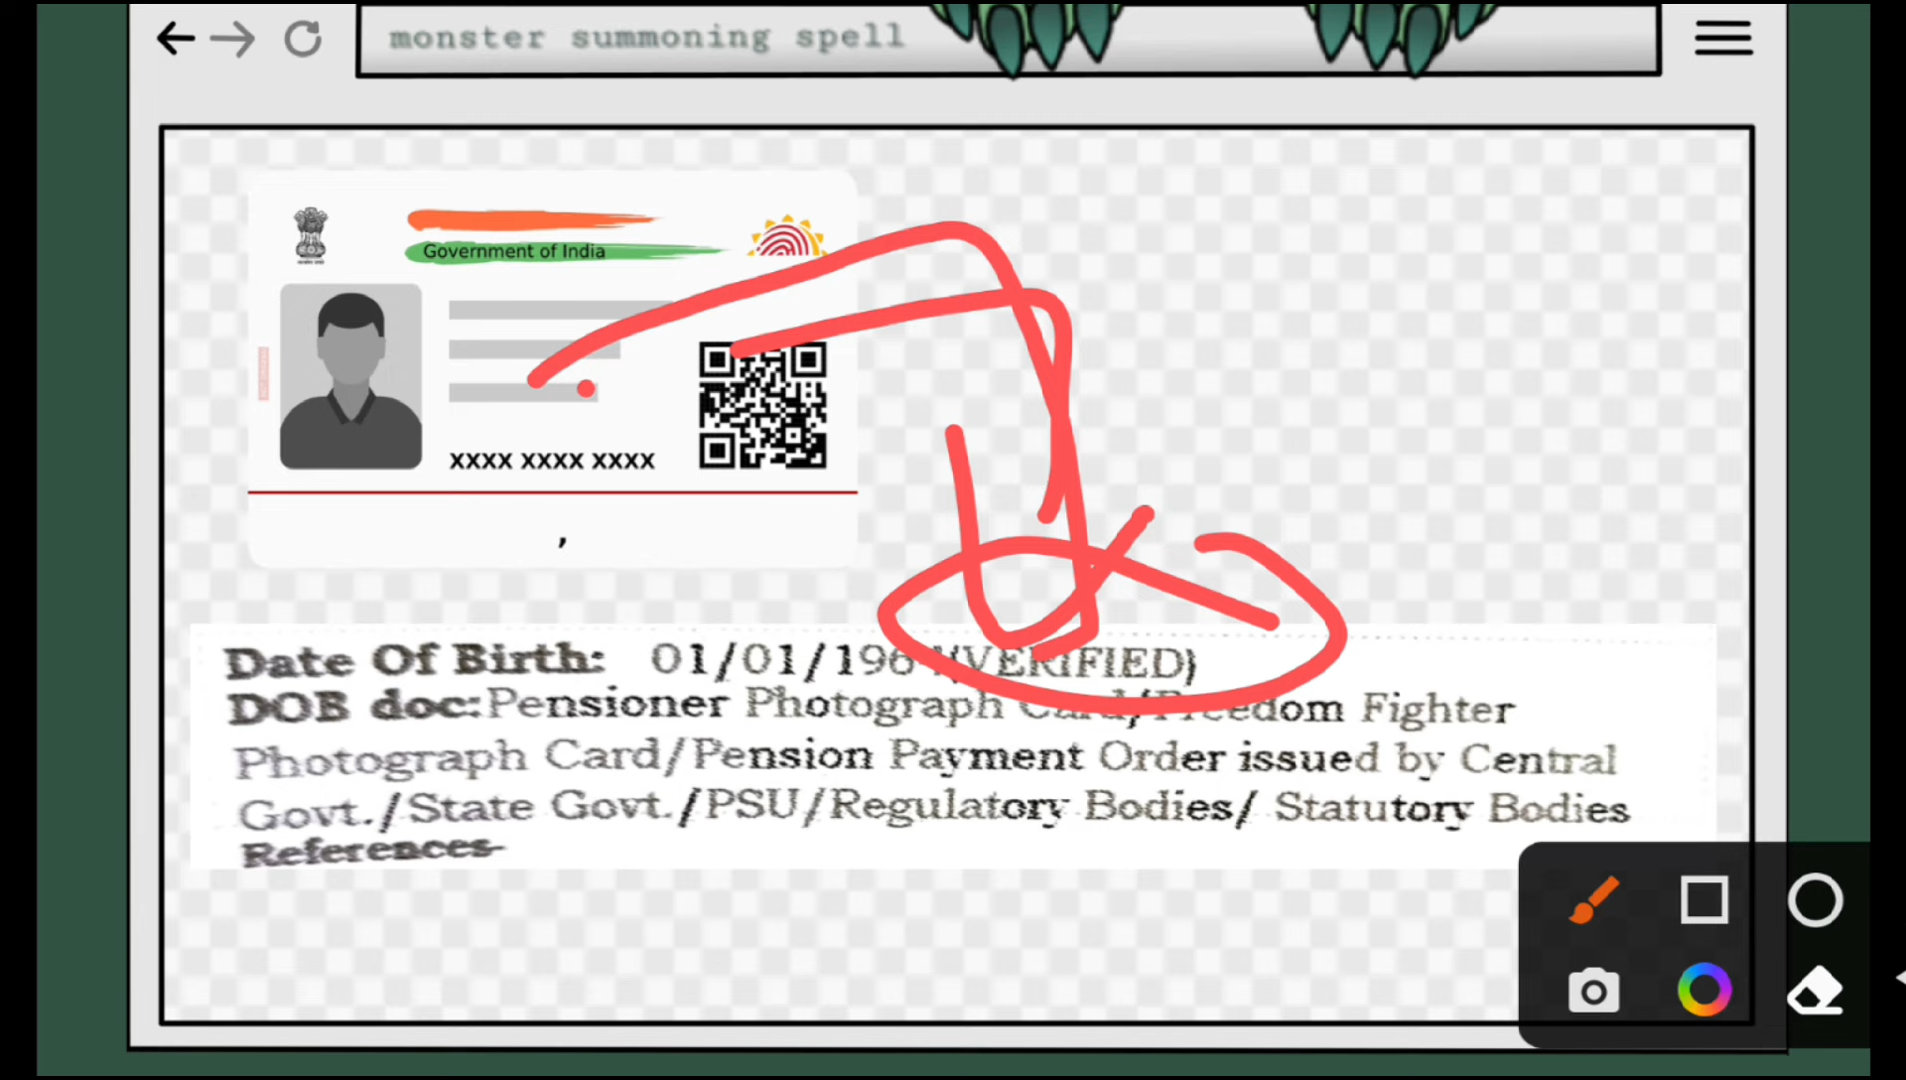 monster summoning spell
Government of India
XXXX XXXX XXXX
,
Date Of Birth: 01/01/196 (VERIFIED)
DOB doc:Pensioner Photograph Card/Freedom Fighter
Photograph Card/Pension Payment Order issued by Central
Govt./State Govt./PSU/Regulatory Bodies/ Statutory Bodies
References